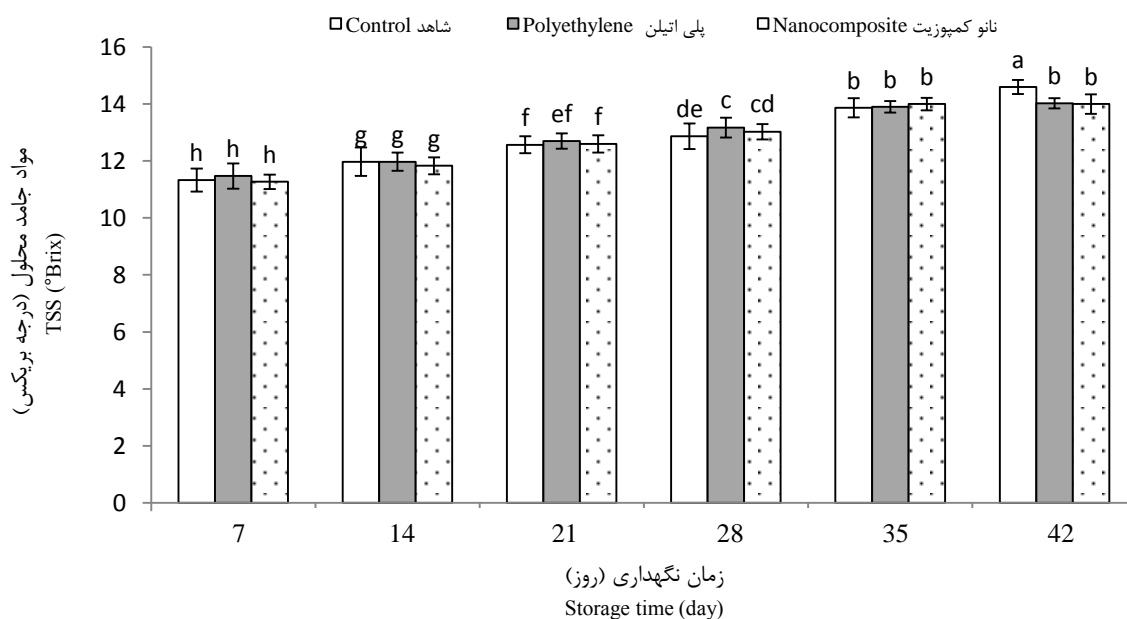 Control شاهد Polyethylene پلی اتیلن Nanocomposite نانو کمپوزیت
16
14
12
10
8
6
4
2
0
مواد جامد محلول (درجه بریکس)
TSS (°Brix)
h h h g g g f ef f de c cd b b b a b b
7 14 21 28 35 42
زمان نگهداری (روز)
Storage time (day)